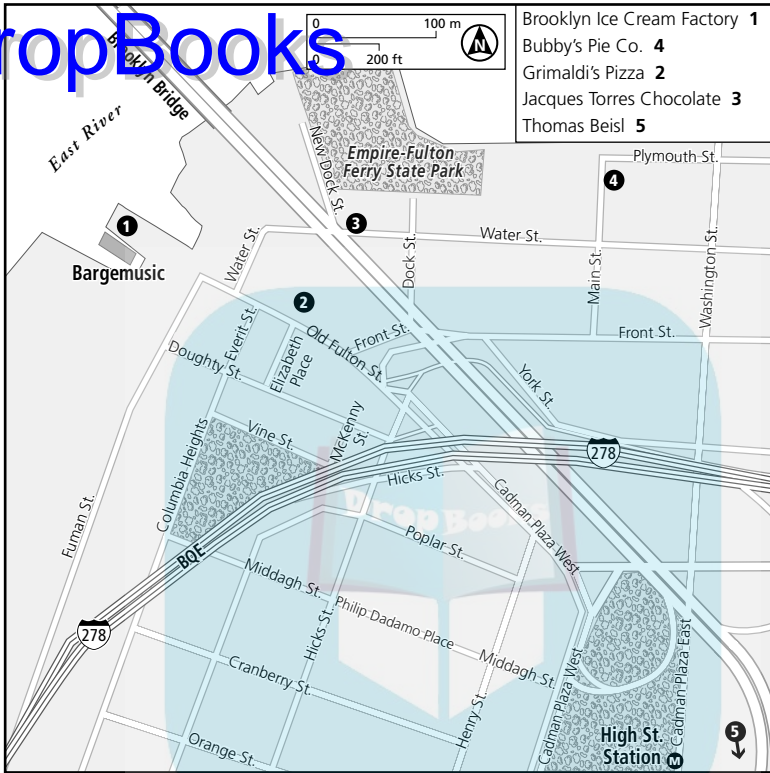 ropBooks
0 100 m
0 200 ft
N
Brooklyn Ice Cream Factory 1
Bubby's Pie Co. 4
Grimaldi's Pizza 2
Jacques Torres Chocolate 3
Thomas Beisl 5
Brooklyn Bridge
East River
New Dock St.
Empire-Fulton
Ferry State Park
Plymouth St.
4
1
3
Water St.
Water St.
Dock St.
Main St.
Washington St.
Bargemusic
2
Everit St.
Elizabeth
Place
Old Fulton St.
Front St.
Front St.
Doughty St.
York St.
McKenny
St.
Vine St.
278
Columbia Heights
Hicks St.
DropBooks
Cadman Plaza West
Fuman St.
Poplar St.
BQE
Middagh St.
Philip Dadamo Place
278
Hicks St.
Middagh St.
Cranberry St.
Henry St.
Cadman Plaza West
Cadman Plaza East
Orange St.
High St.
Station M
5